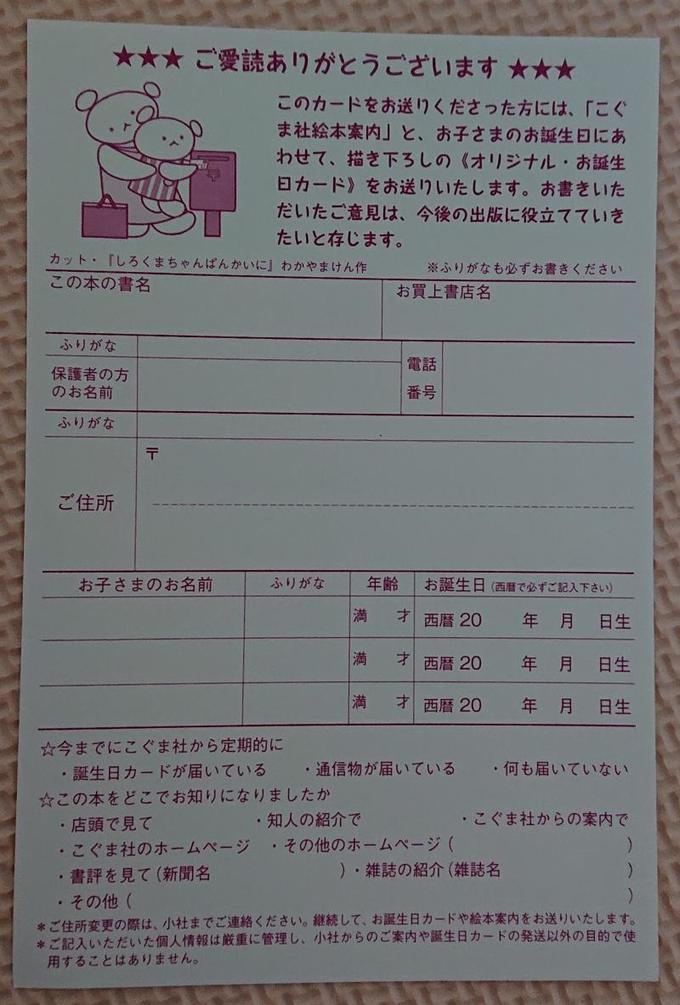 ★★★ ご愛読ありがとうございます ★★★
このカードをお送りくださった方には、「こぐ
ま社絵本案内」と、お子さまのお誕生日にあ
わせて、描き下ろしの《オリジナル・お誕生
日カード》をお送りいたします。お書きいた
だいたご意見は、今後の出版に役立てていき
たいと存じます。
カット・『しろくまちゃんぱんかいに』わかやまけん作 ※ふりがなも必ずお書きください
この本の書名 お買上書店名
ふりがな
保護者の方
のお名前
電話
番号
ふりがな
〒
ご住所
お子さまのお名前 ふりがな 年齢 お誕生日(西暦で必ずご記入下さい)
満 才 西暦20 年 月 日生
満 才 西暦20 年 月 日生
満 才 西暦20 年 月 日生
☆今までにこぐま社から定期的に
・誕生日カードが届いている ・通信物が届いている ・何も届いていない
☆この本をどこでお知りになりましたか
・店頭で見て ・知人の紹介で ・こぐま社からの案内で
・こぐま社のホームページ ・その他のホームページ( )
・書評を見て(新聞名 )・雑誌の紹介(雑誌名 )
・その他( )
＊ご住所変更の際は、小社までご連絡ください。継続して、お誕生日カードや絵本案内をお送りいたします。
＊ご記入いただいた個人情報は厳重に管理し、小社からのご案内や誕生日カードの発送以外の目的で使
用することはありません。